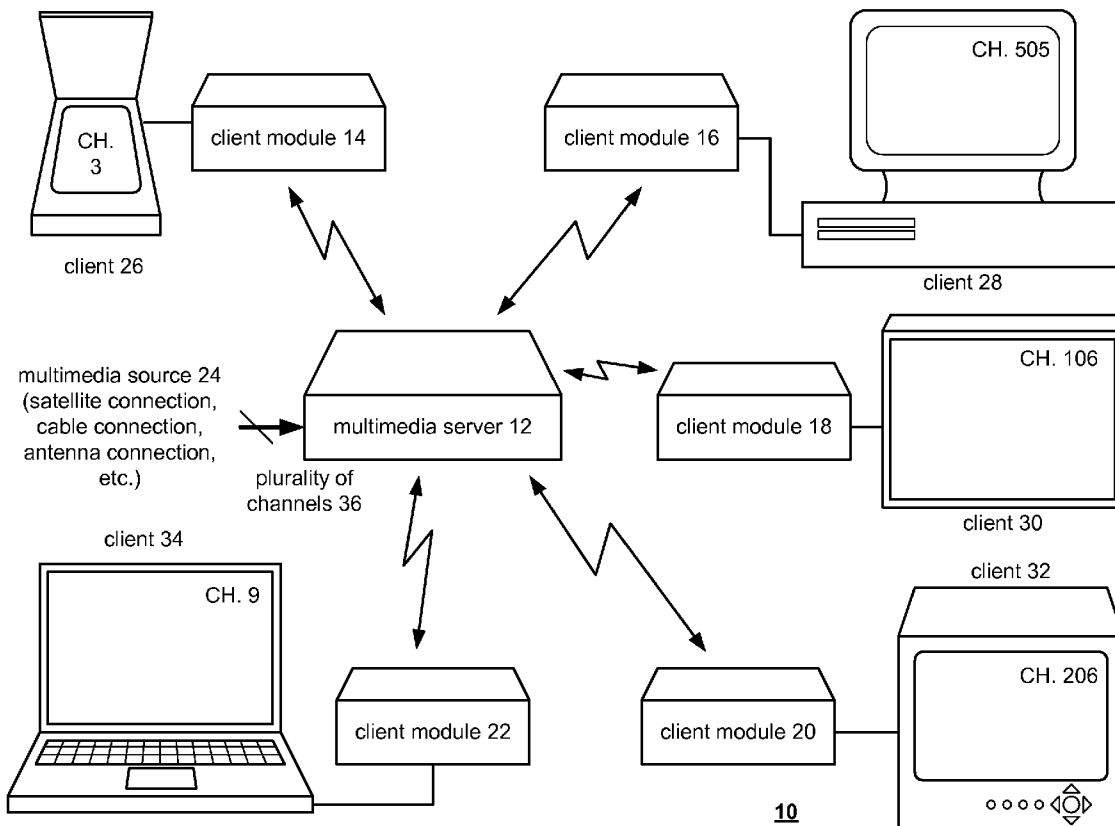 CH. 505
client module 14
client module 16
CH.
3
client 26
client 28
multimedia source 24
(satellite connection,
cable connection,
antenna connection,
etc.)
multimedia server 12
plurality of
channels 36
CH. 106
client module 18
client 30
client 34
client 32
CH. 9
CH. 206
client module 22
client module 20
10